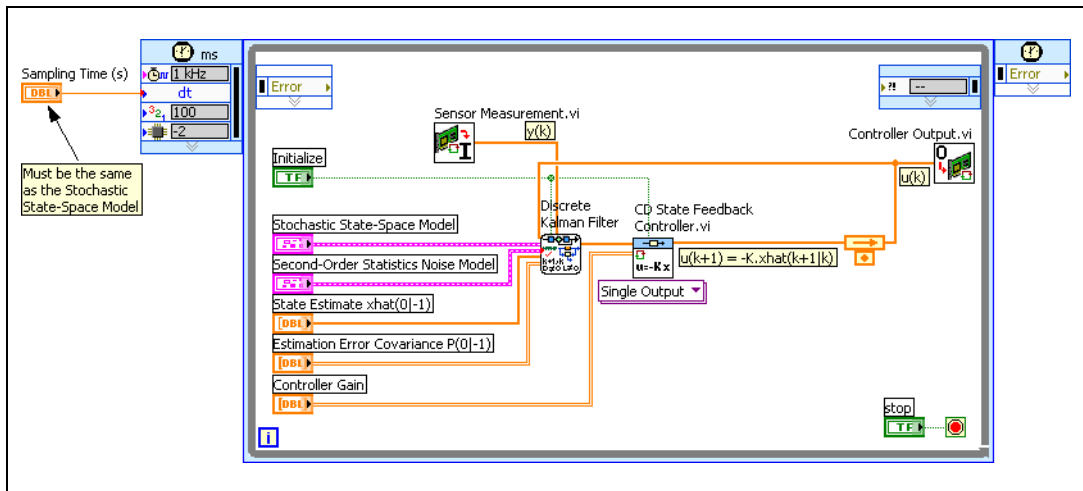 ms
Sampling Time (s)
DBL
1 kHz
dt
100
-2
Must be the same
as the Stochastic
State-Space Model
Error
Sensor Measurement.vi
y(k)
Initialize
TF
Stochastic State-Space Model
Second-Order Statistics Noise Model
State Estimate xhat(0|-1)
[DBL]
Estimation Error Covariance P(0|-1)
[DBL]
Controller Gain
[DBL]
Discrete
Kalman Filter
k+1/k
CD State Feedback
Controller.vi
u=-Kx
Single Output
u(k+1) = -K.xhat(k+1|k)
?!
--
Controller Output.vi
u(k)
Error
stop
TF
i